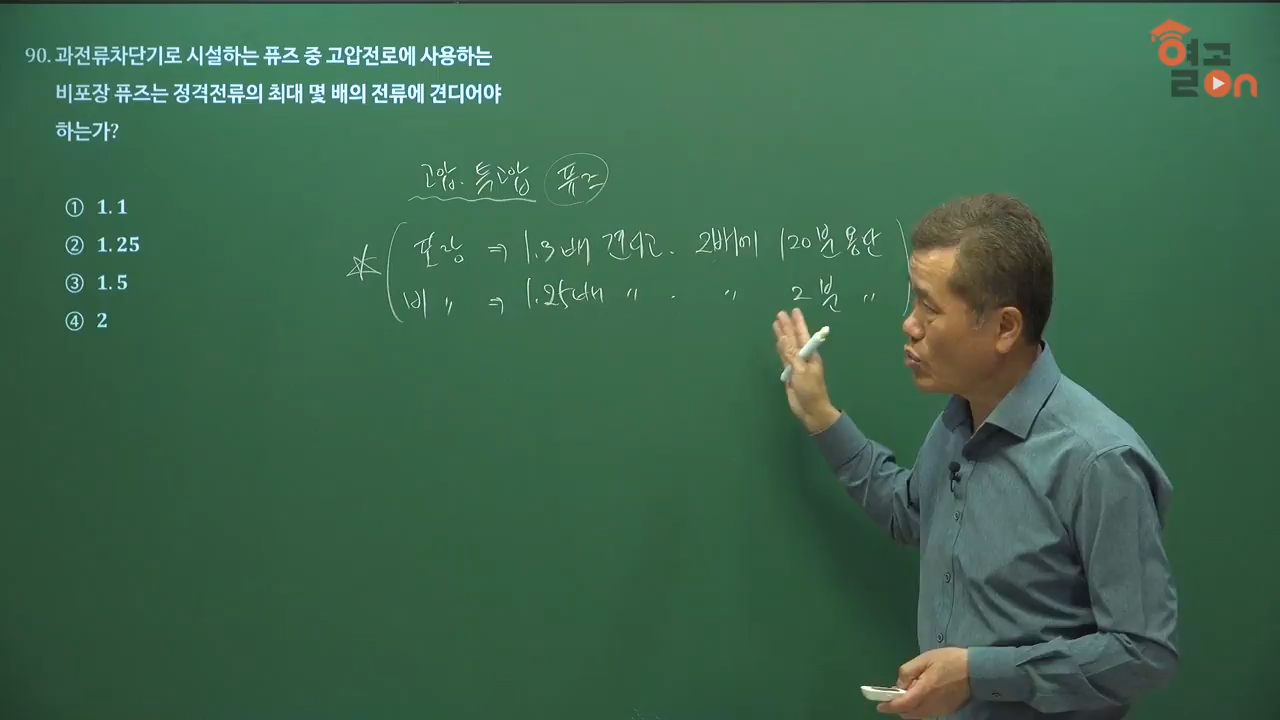 90. 과전류차단기로 시설하는 퓨즈 중 고압전로에 사용하는
비포장 퓨즈는 정격전류의 최대 몇 배의 전류에 견디어야
하는가?
① 1.1
② 1.25
③ 1.5
④ 2
고압. 특고압 퓨즈
포장 ⇒ 1.3배 견디고. 2배에 120분 용단
비 〃 ⇒ 1.25배 〃 . 〃 2분 〃
열고
On